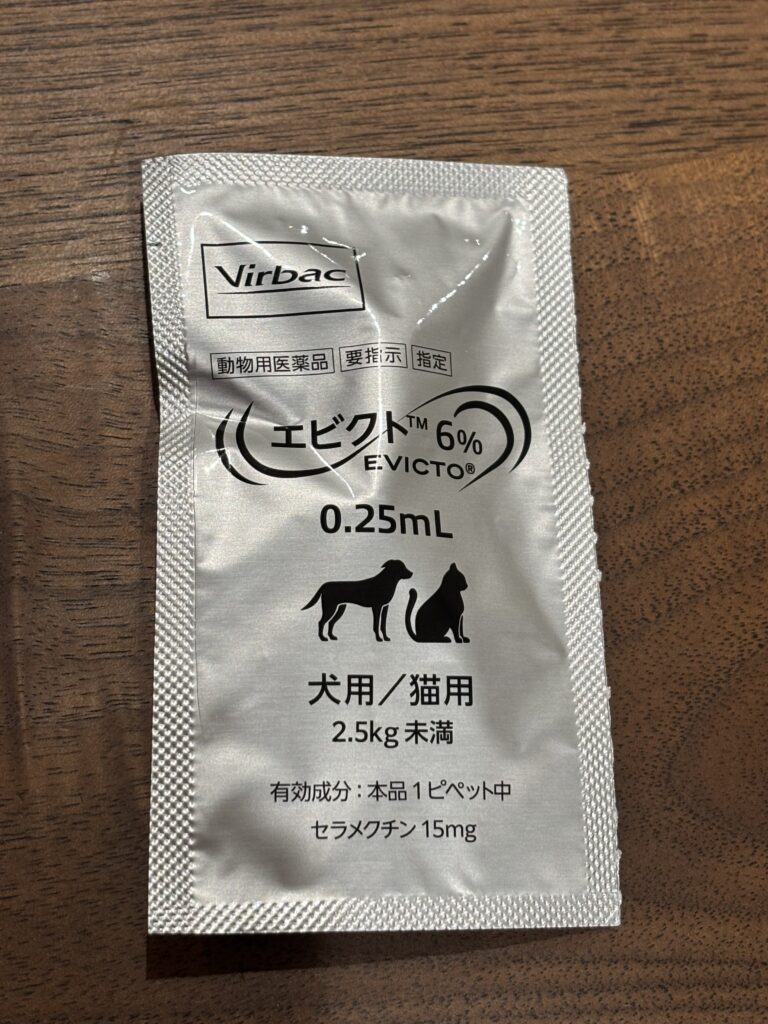 Virbac
動物用医薬品 要指示 指定
エビクト™ 6%
EVICTO®
0.25mL
犬用/猫用
2.5kg 未満
有効成分:本品1ピペット中
セラメクチン 15mg